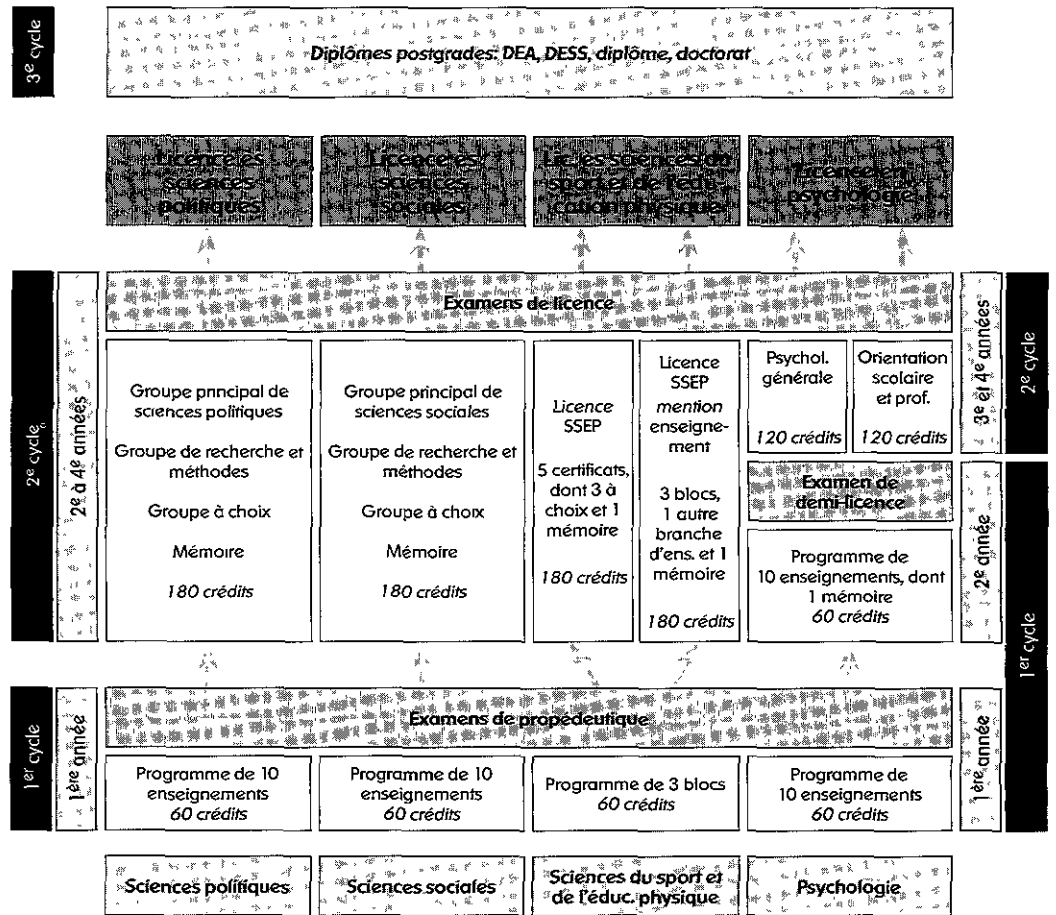 3e cycle
Diplômes postgrades: DEA, DESS, diplôme, doctorat
Licence ès
sciences
politiques
Licence ès
sciences
sociales
Lic. ès sciences du
sport et de l'édu-
cation physique
Licence en
psychologie
2e cycle
2e à 4e années
Examens de licence
3e et 4e années
2e cycle
Groupe principal de
sciences politiques
Groupe de recherche et
méthodes
Groupe à choix
Mémoire
180 crédits
Groupe principal de
sciences sociales
Groupe de recherche et
méthodes
Groupe à choix
Mémoire
180 crédits
Licence
SSEP
5 certificats,
dont 3 à
choix et 1
mémoire
180 crédits
Licence
SSEP
mention
enseigne-
ment
3 blocs,
1 autre
branche
d'ens. et 1
mémoire
180 crédits
Psychol.
générale
120 crédits
Orientation
scolaire
et prof.
120 crédits
Examen de
demi-licence
Programme de
10 enseignements, dont
1 mémoire
60 crédits
2e année
1er cycle
1er cycle
1ère année
Examens de propédeutique
Programme de 10
enseignements
60 crédits
Programme de 10
enseignements
60 crédits
Programme de 3 blocs
60 crédits
Programme de
10 enseignements
60 crédits
1ère année
Sciences politiques
Sciences sociales
Sciences du sport et
de l'éduc. physique
Psychologie